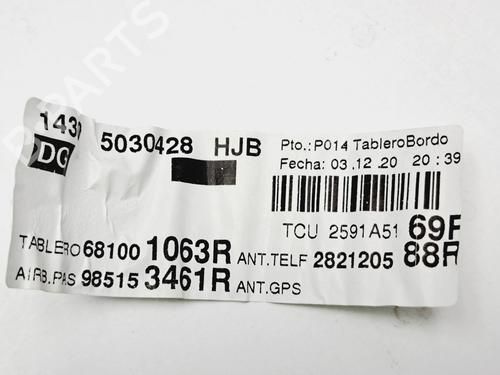 5030428 HJB Pto.: P014 TableroBordo
DG Fecha: 03.12.20 20:39
TCU 2591A51 69F
TABLERO 68100 1063R ANT.TELF 2821205 88R
AIRB.PAS 98515 3461R ANT.GPS